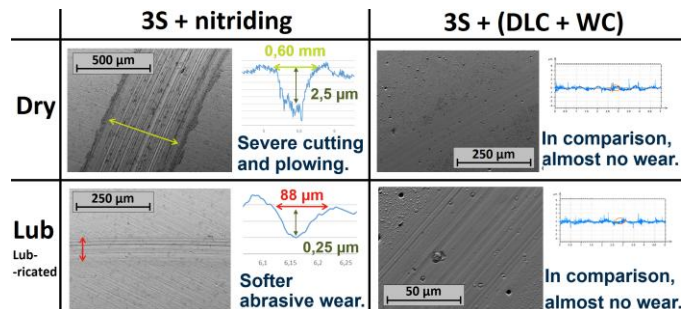 3S + nitriding
3S + (DLC + WC)
Dry
500 µm
0,60 mm
2,5 µm
Severe cutting
and plowing.
250 µm
In comparison,
almost no wear.
Lub
Lub-
-ricated
250 µm
88 µm
0,25 µm
6,1 6,15 6,2 6,25
Softer
abrasive wear.
50 µm
In comparison,
almost no wear.